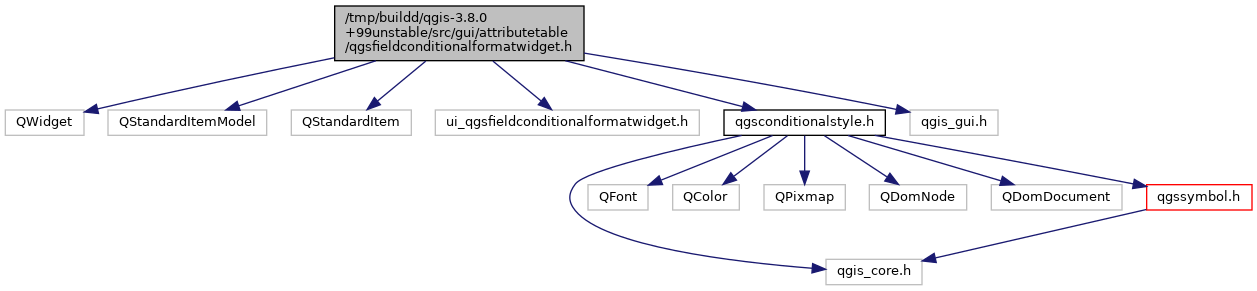 /tmp/buildd/qgis-3.8.0
+99unstable/src/gui/attributetable
/qgsfieldconditionalformatwidget.h
QWidget
QStandardItemModel
QStandardItem
ui_qgsfieldconditionalformatwidget.h
qgsconditionalstyle.h
qgis_gui.h
QFont
QColor
QPixmap
QDomNode
QDomDocument
qgssymbol.h
qgis_core.h